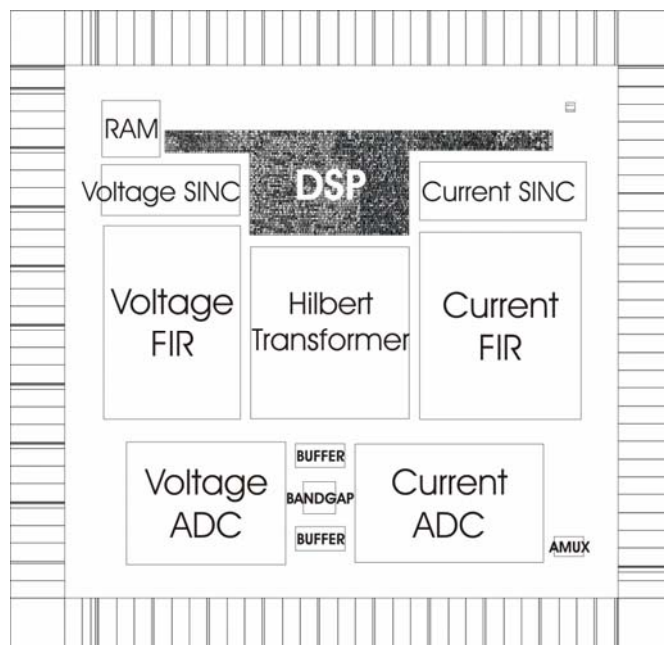 RAM
DSP
Voltage SINC
Current SINC
Voltage
FIR
Hilbert
Transformer
Current
FIR
Voltage
ADC
BUFFER
BANDGAP
BUFFER
Current
ADC
AMUX